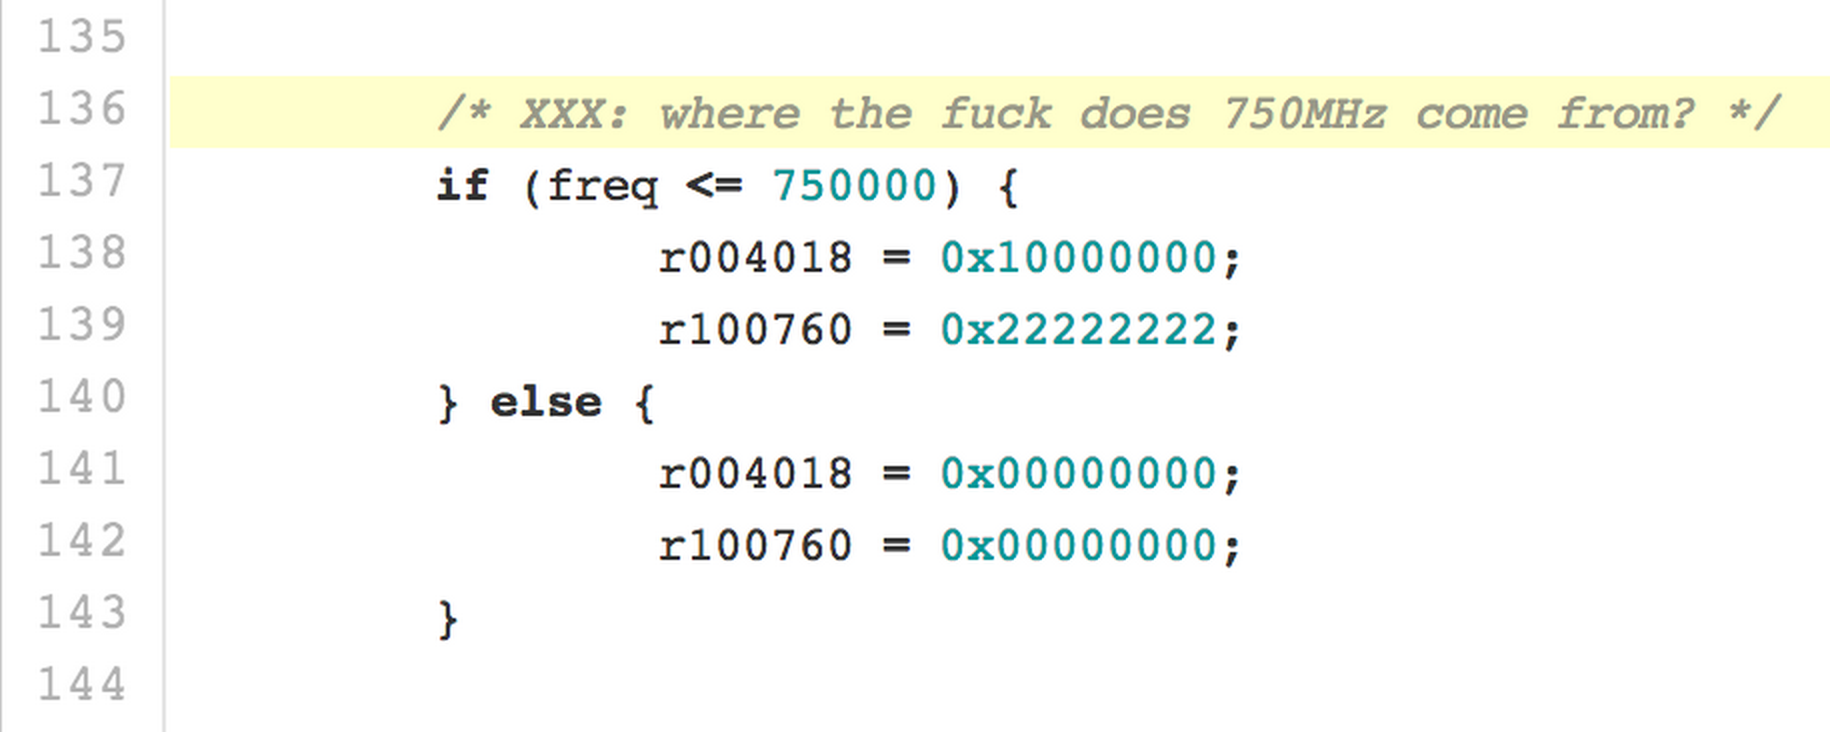 135
136 /* XXX: where the fuck does 750MHz come from? */
137 if (freq <= 750000) {
138 r004018 = 0x10000000;
139 r100760 = 0x22222222;
140 } else {
141 r004018 = 0x00000000;
142 r100760 = 0x00000000;
143 }
144